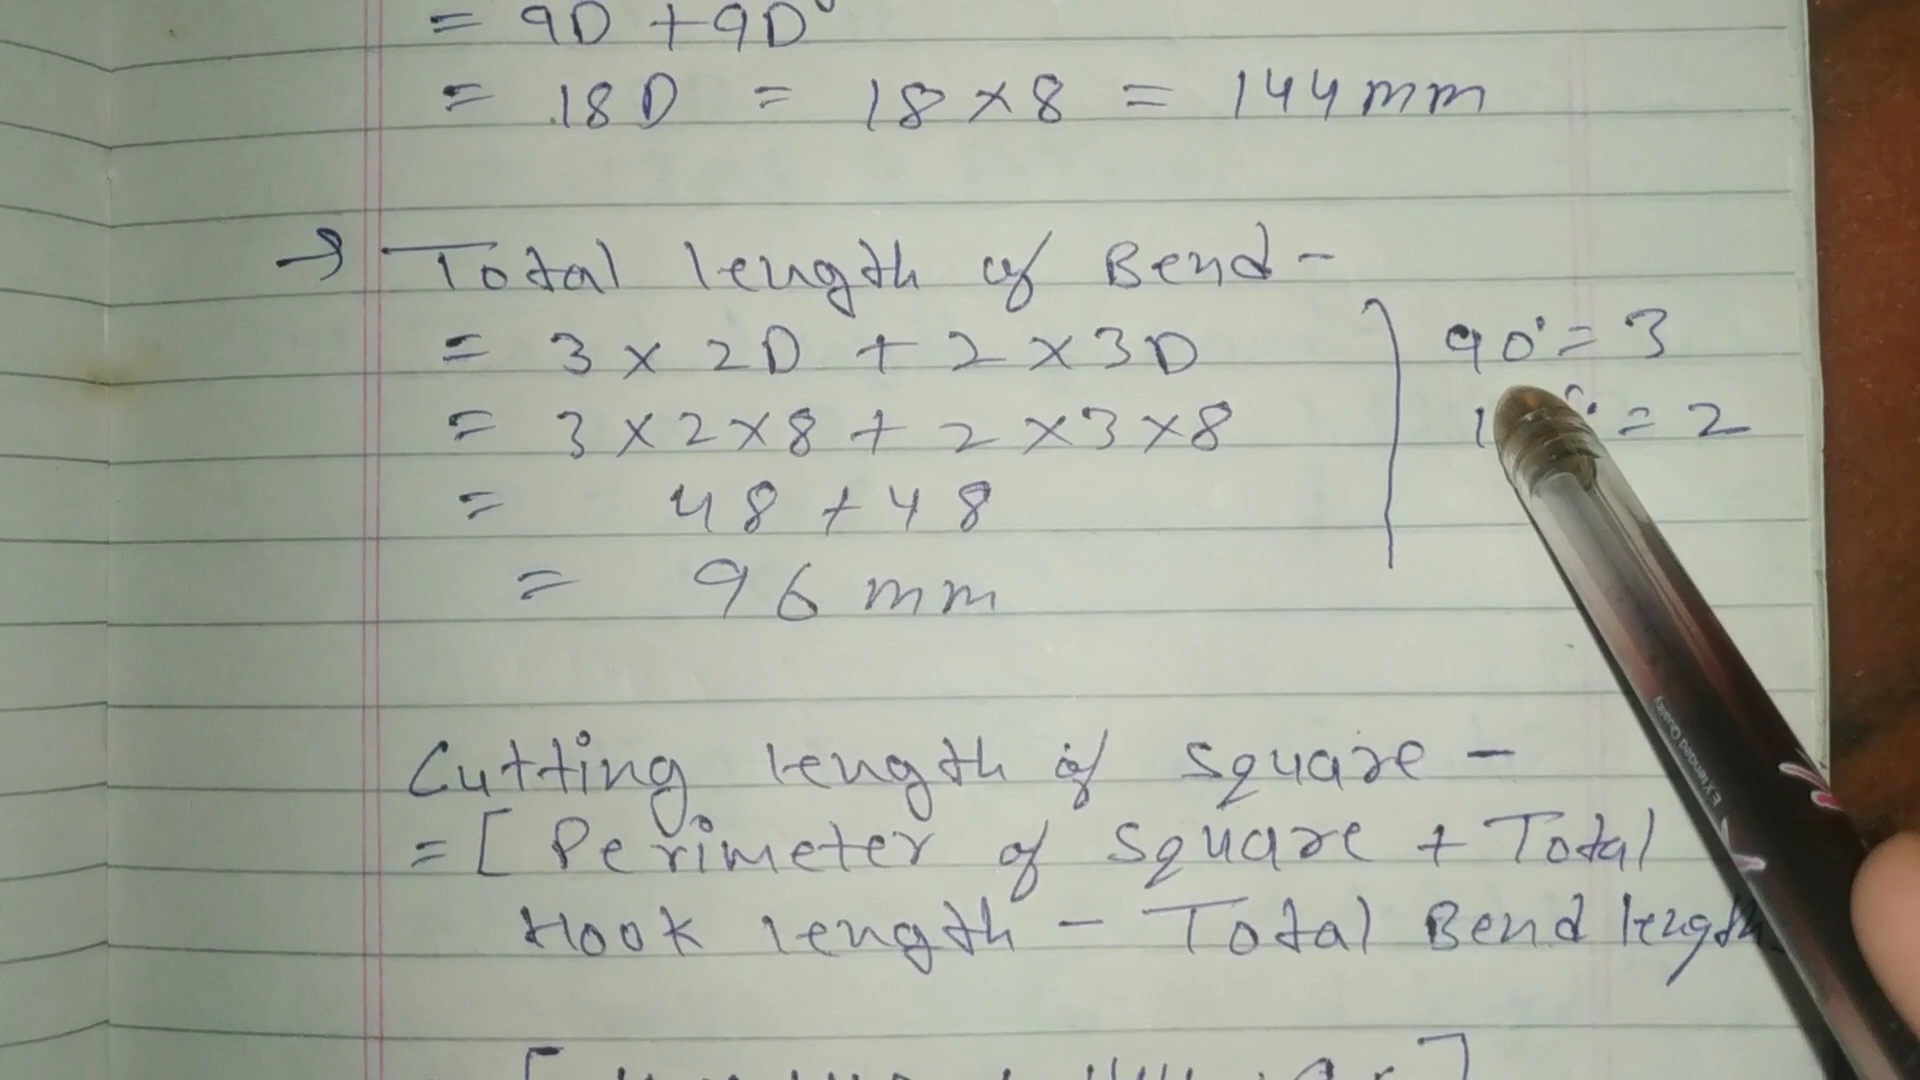 = 9D + 9D
= 18D = 18 × 8 = 144mm
→ Total length of Bend -
= 3 × 2D + 2 × 3D
90° = 3
= 3 × 2 × 8 + 2 × 3 × 8
= 2
= 48 + 48
= 96 mm
Cutting length of square -
= [ Perimeter of square + Total
Hook length - Total Bend length
Extended Quality